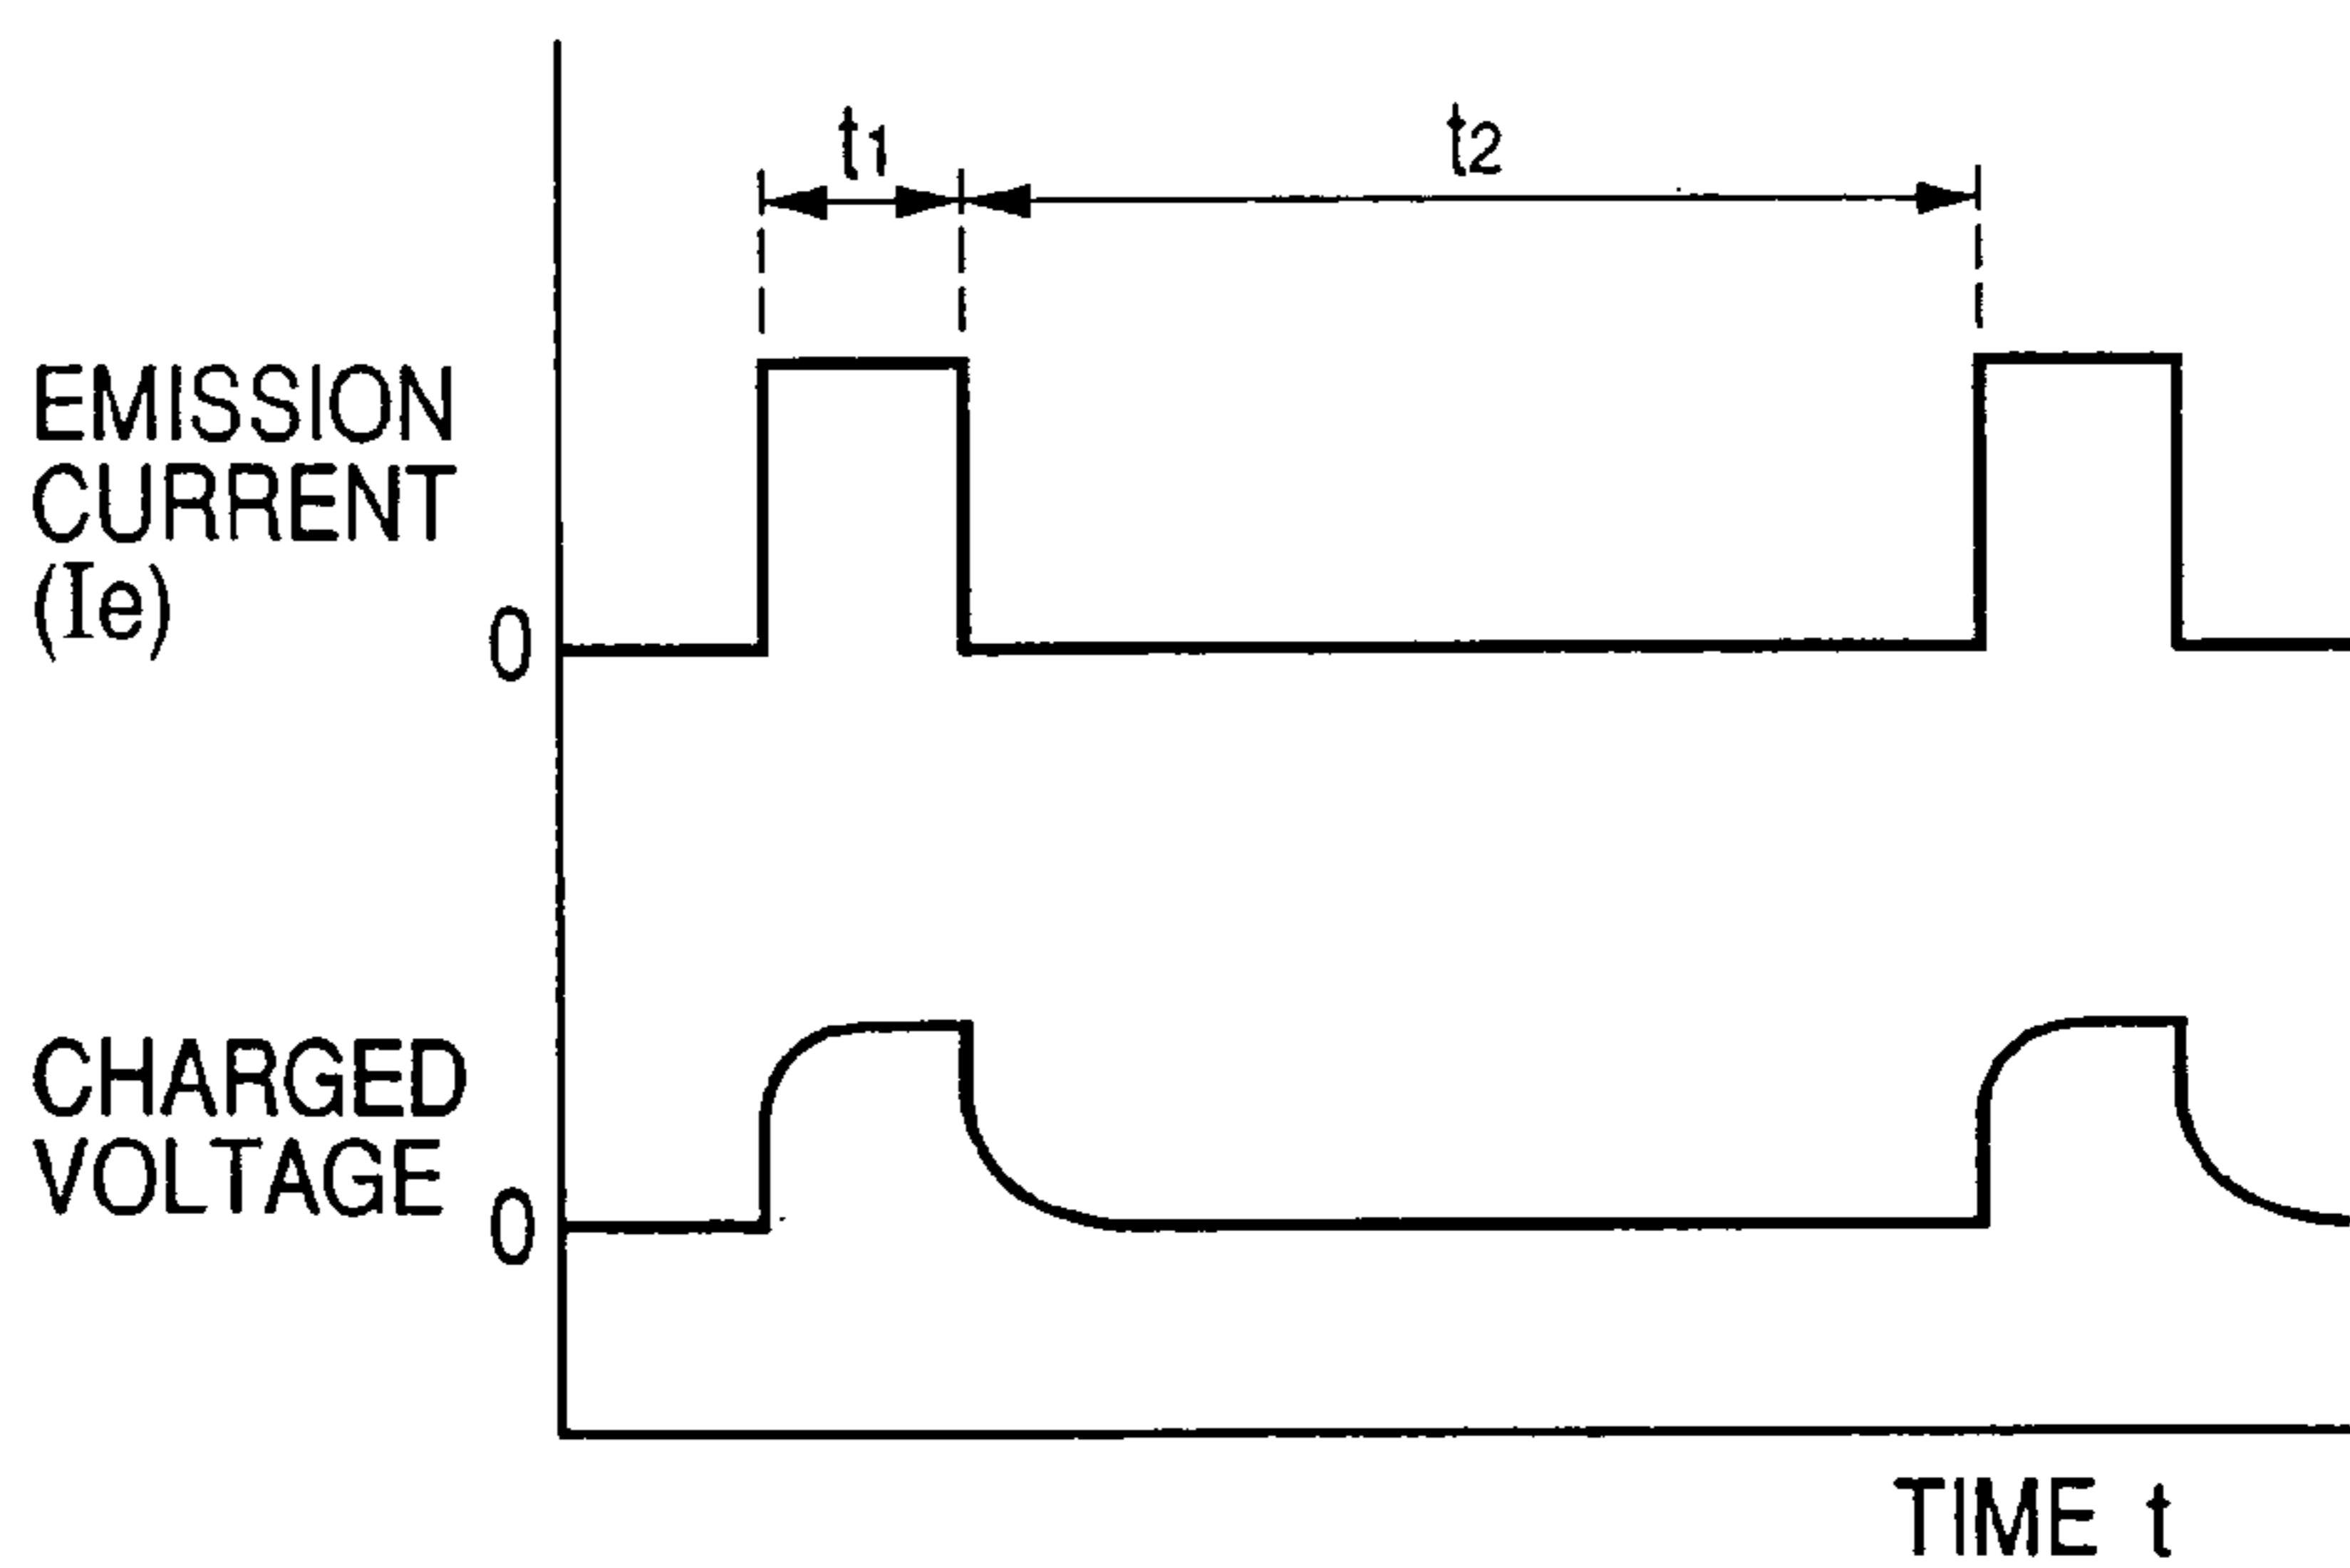 t1
t2
EMISSION
CURRENT
(Ie)
0
CHARGED
VOLTAGE
0
TIME t